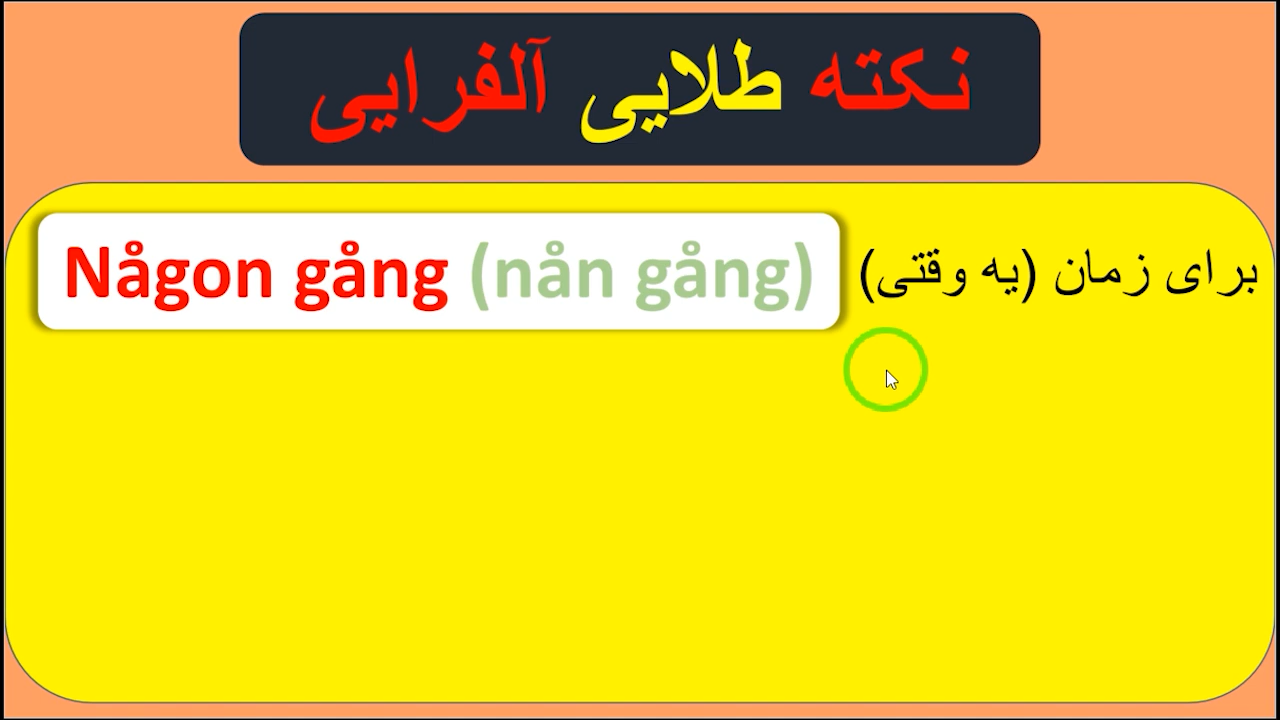 نکته طلایی آلفرایی
برای زمان (یه وقتی) Någon gång (nån gång)